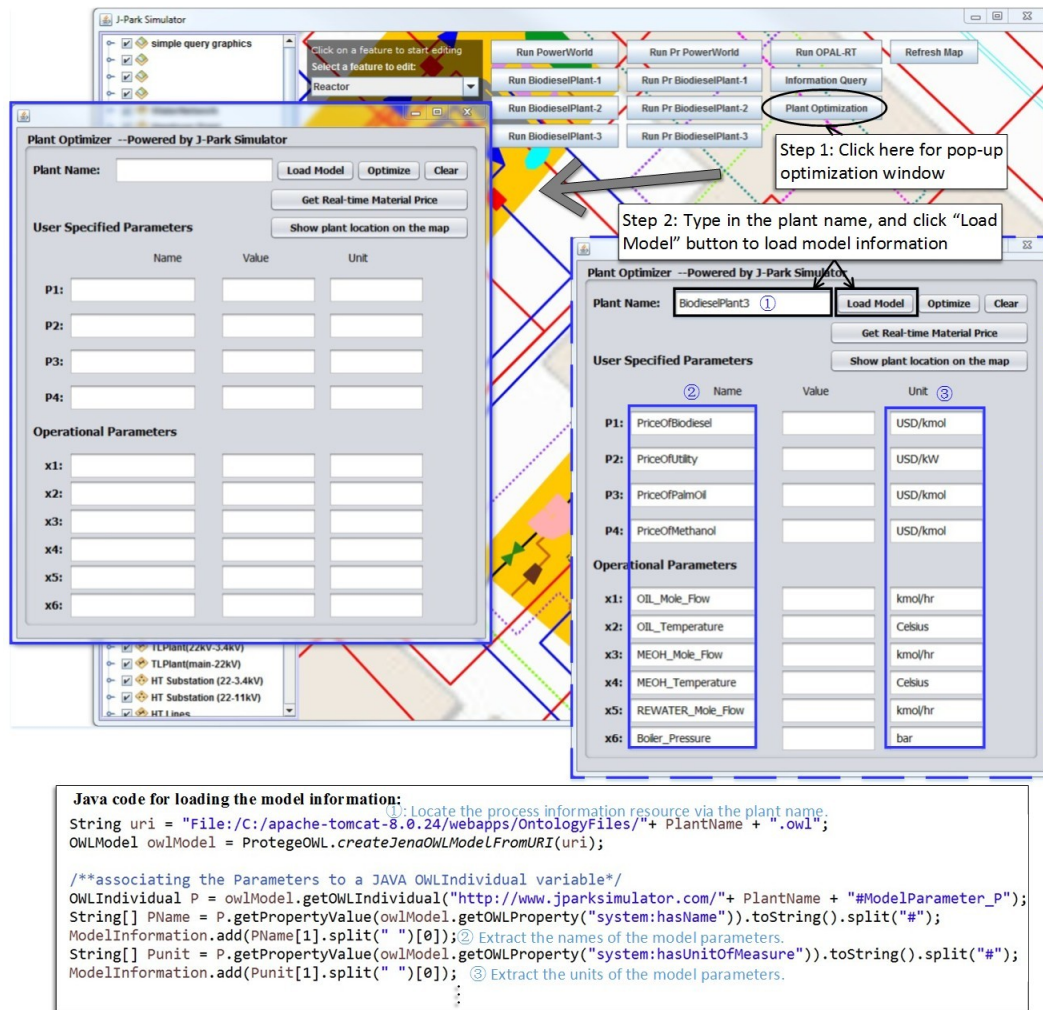 J-Park Simulator
simple query graphics
Click on a feature to start editing
Select a feature to edit:
Reactor
Run PowerWorld
Run Pr PowerWorld
Run OPAL-RT
Refresh Map
Run BiodieselPlant-1
Run Pr BiodieselPlant-1
Information Query
Run BiodieselPlant-2
Run Pr BiodieselPlant-2
Plant Optimization
Run BiodieselPlant-3
Run Pr BiodieselPlant-3
Step 1: Click here for pop-up
optimization window
Step 2: Type in the plant name, and click “Load
Model” button to load model information
Plant Optimizer --Powered by J-Park Simulator
Plant Name:
Load Model
Optimize
Clear
Get Real-time Material Price
User Specified Parameters
Show plant location on the map
Name Value Unit
P1:
P2:
P3:
P4:
Operational Parameters
x1:
x2:
x3:
x4:
x5:
x6:
TLPlant(22kV-3.4kV)
TLPlant(main-22kV)
HT Substation (22-3.4kV)
HT Substation (22-11kV)
HT Lines
Plant Optimizer --Powered by J-Park Simulator
Plant Name: BiodieselPlant3 ① Load Model Optimize Clear
Get Real-time Material Price
User Specified Parameters
Show plant location on the map
② Name Value Unit ③
P1: PriceOfBiodiesel USD/kmol
P2: PriceOfUtility USD/kW
P3: PriceOfPalmOil USD/kmol
P4: PriceOfMethanol USD/kmol
Operational Parameters
x1: OIL_Mole_Flow kmol/hr
x2: OIL_Temperature Celsius
x3: MEOH_Mole_Flow kmol/hr
x4: MEOH_Temperature Celsius
x5: REWATER_Mole_Flow kmol/hr
x6: Boiler_Pressure bar
Java code for loading the model information:
①: Locate the process information resource via the plant name.
String uri = "File:/C:/apache-tomcat-8.0.24/webapps/OntologyFiles/"+ PlantName + ".owl";
OWLModel owlModel = ProtegeOWL.createJenaOWLModelFromURI(uri);
/**associating the Parameters to a JAVA OWLIndividual variable*/
OWLIndividual P = owlModel.getOWLIndividual("http://www.jparksimulator.com/"+ PlantName + "#ModelParameter_P");
String[] PName = P.getPropertyValue(owlModel.getOWLProperty("system:hasName")).toString().split("#");
ModelInformation.add(PName[1].split(" ")[0]);② Extract the names of the model parameters.
String[] Punit = P.getPropertyValue(owlModel.getOWLProperty("system:hasUnitOfMeasure")).toString().split("#");
ModelInformation.add(Punit[1].split(" ")[0]); ③ Extract the units of the model parameters.